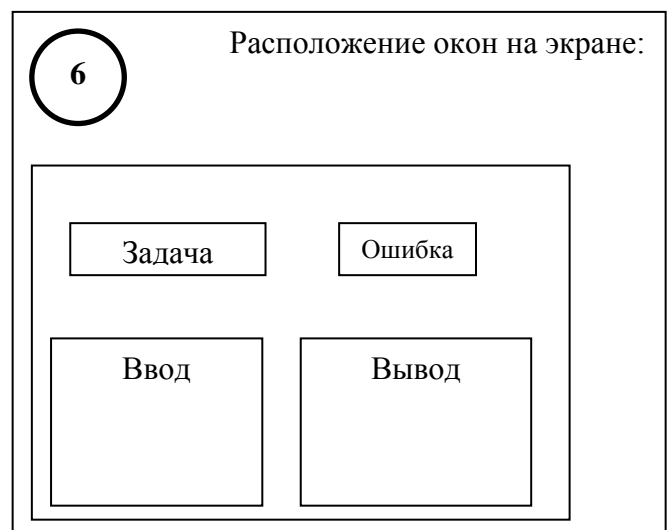 6
Расположение окон на экране:
Задача
Ошибка
Ввод
Вывод